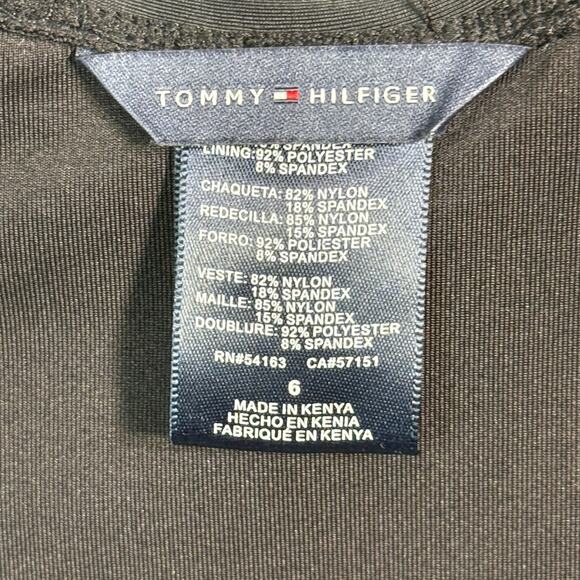 TOMMY HILFIGER
% SPANDEX
LINING: 92% POLYESTER
8% SPANDEX
CHAQUETA: 82% NYLON
18% SPANDEX
REDECILLA: 85% NYLON
15% SPANDEX
FORRO: 92% POLIESTER
8% SPANDEX
VESTE: 82% NYLON
18% SPANDEX
MAILLE: 85% NYLON
15% SPANDEX
DOUBLURE: 92% POLYESTER
8% SPANDEX
RN#54163 CA#57151
6
MADE IN KENYA
HECHO EN KENIA
FABRIQUÉ EN KENYA